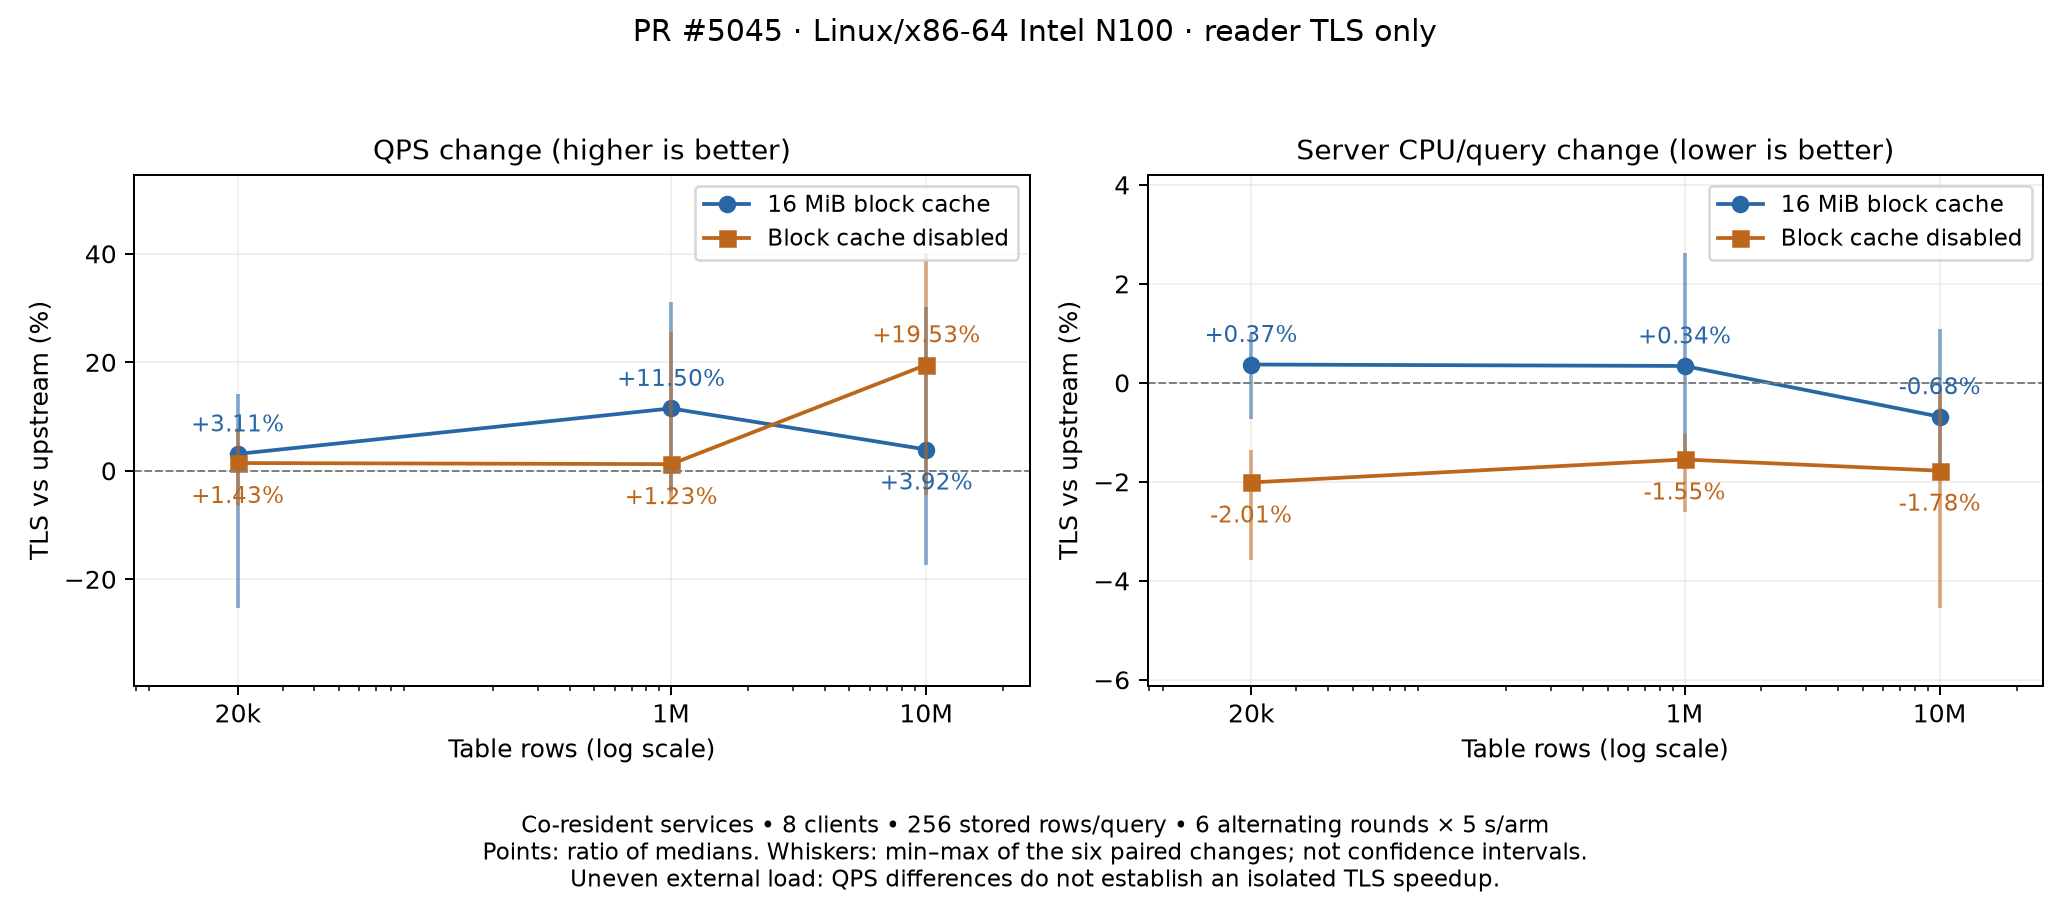 PR #5045 · Linux/x86-64 Intel N100 · reader TLS only
QPS change (higher is better)
TLS vs upstream (%)
40
20
0
−20
16 MiB block cache
Block cache disabled
+3.11%
+11.50%
+3.92%
+1.43%
+1.23%
+19.53%
20k
1M
10M
Table rows (log scale)
Server CPU/query change (lower is better)
TLS vs upstream (%)
4
2
0
−2
−4
−6
16 MiB block cache
Block cache disabled
+0.37%
+0.34%
-0.68%
-2.01%
-1.55%
-1.78%
20k
1M
10M
Table rows (log scale)
Co-resident services • 8 clients • 256 stored rows/query • 6 alternating rounds × 5 s/arm
Points: ratio of medians. Whiskers: min–max of the six paired changes; not confidence intervals.
Uneven external load: QPS differences do not establish an isolated TLS speedup.